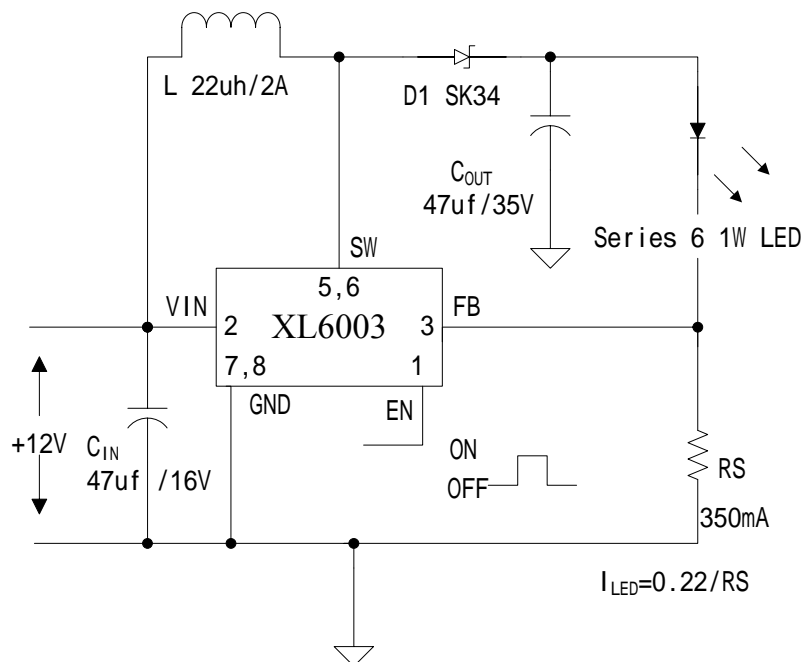 L 22uh/2A
D1 SK34
COUT
47uf/35V
Series 6 1W LED
SW
5,6
VIN
2
XL6003
3
FB
7,8
1
GND
EN
+12V
CIN
47uf /16V
ON
OFF
RS
350mA
ILED=0.22/RS